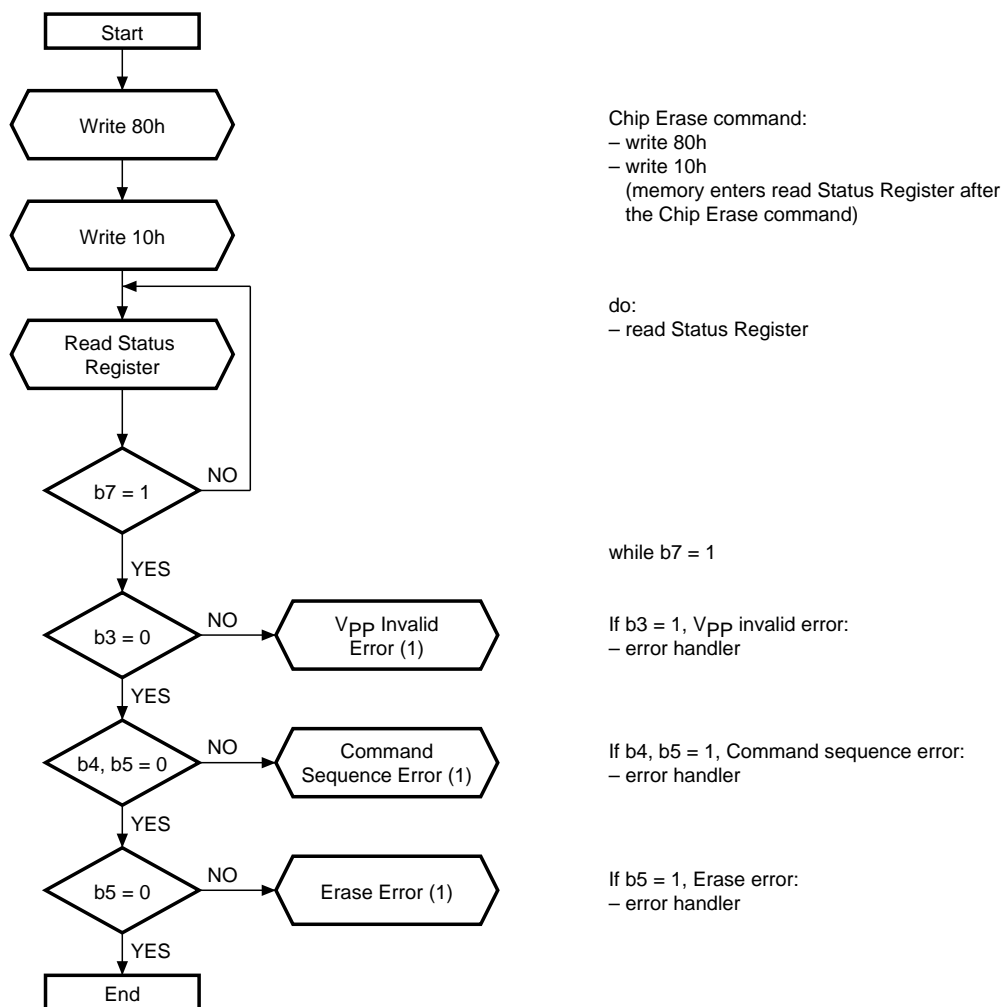 Start
Write 80h
Chip Erase command:
– write 80h
– write 10h
(memory enters read Status Register after
the Chip Erase command)
Write 10h
do:
– read Status Register
Read Status
Register
b7 = 1
NO
YES
while b7 = 1
b3 = 0
NO
VPP Invalid
Error (1)
If b3 = 1, VPP invalid error:
– error handler
YES
b4, b5 = 0
NO
Command
Sequence Error (1)
If b4, b5 = 1, Command sequence error:
– error handler
YES
b5 = 0
NO
Erase Error (1)
If b5 = 1, Erase error:
– error handler
YES
End